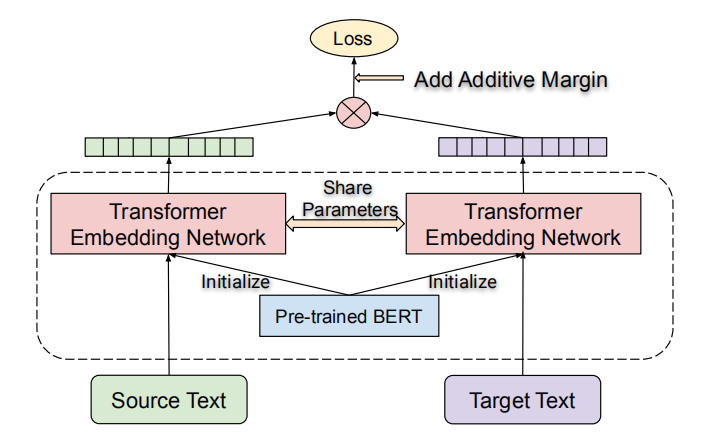 Loss
Add Additive Margin
Share
Parameters
Transformer
Embedding Network
Transformer
Embedding Network
Initialize
Initialize
Pre-trained BERT
Source Text
Target Text